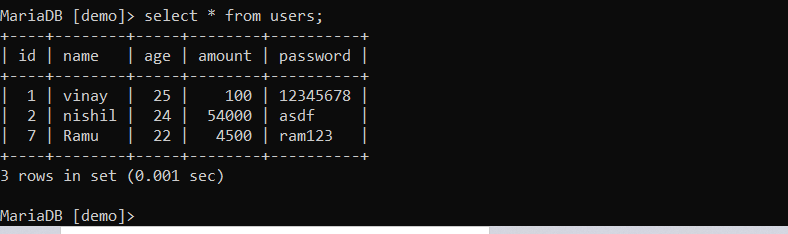 MariaDB [demo]> select * from users;
+----+--------+-----+--------+----------+
| id | name   | age | amount | password |
+----+--------+-----+--------+----------+
|  1 | vinay  |  25 |    100 | 12345678 |
|  2 | nishil |  24 |  54000 | asdf     |
|  7 | Ramu   |  22 |   4500 | ram123   |
+----+--------+-----+--------+----------+
3 rows in set (0.001 sec)
MariaDB [demo]>